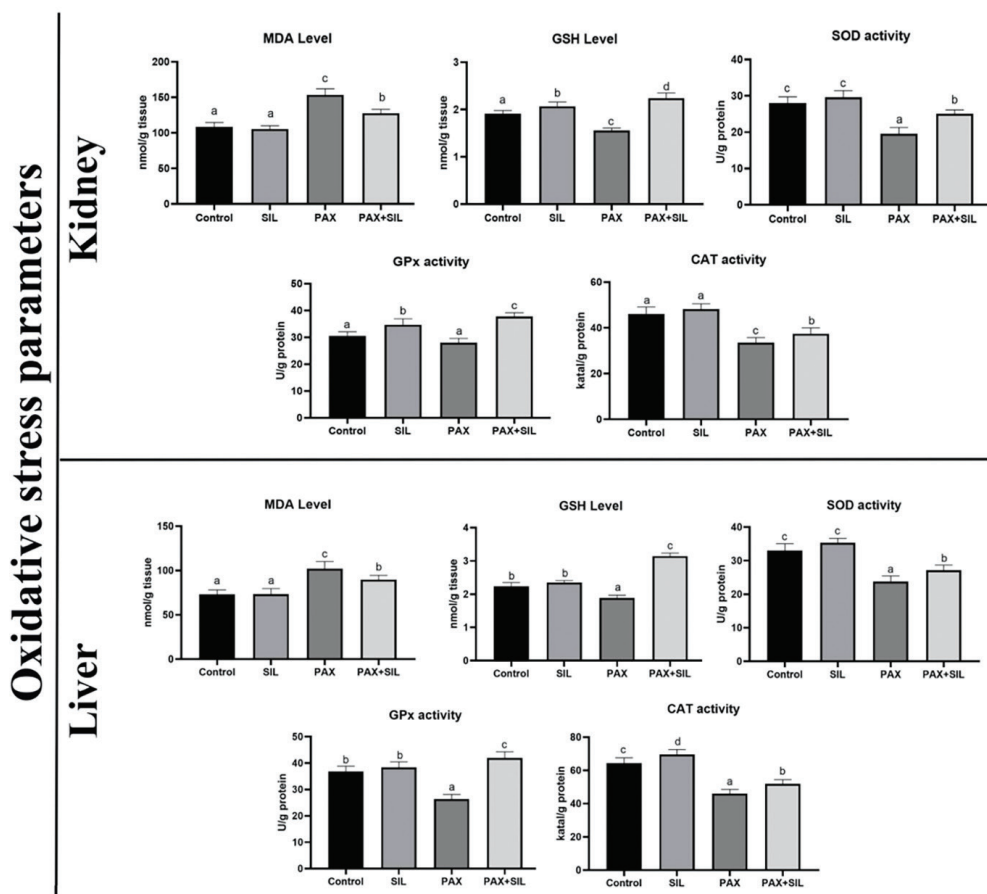 Oxidative stress parameters
Kidney
MDA Level
nmol/g tissue
200
150
100
50
0
a
a
c
b
Control
SIL
PAX
PAX+SIL
GSH Level
nmol/g tissue
3
2
1
0
a
b
c
d
Control
SIL
PAX
PAX+SIL
SOD activity
U/g protein
40
30
20
10
0
c
c
a
b
Control
SIL
PAX
PAX+SIL
GPx activity
U/g protein
50
40
30
20
10
0
a
b
a
c
Control
SIL
PAX
PAX+SIL
CAT activity
katal/g protein
60
40
20
0
a
a
c
b
Control
SIL
PAX
PAX+SIL
Liver
MDA Level
nmol/g tissue
150
100
50
0
a
a
c
b
Control
SIL
PAX
PAX+SIL
GSH Level
nmol/g tissue
4
3
2
1
0
b
b
a
c
Control
SIL
PAX
PAX+SIL
SOD activity
U/g protein
40
30
20
10
0
c
c
a
b
Control
SIL
PAX
PAX+SIL
GPx activity
U/g protein
50
40
30
20
10
0
b
b
a
c
Control
SIL
PAX
PAX+SIL
CAT activity
katal/g protein
80
60
40
20
0
c
d
a
b
Control
SIL
PAX
PAX+SIL